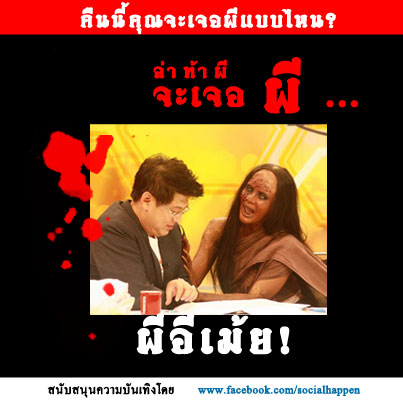 คืนนี้คุณจะเจอผีแบบไหน?
ล่าท้าผี
จะเจอ ผี ...
ผีอีเม้ย!
สนับสนุนความบันเทิงโดย www.facebook.com/socialhappen